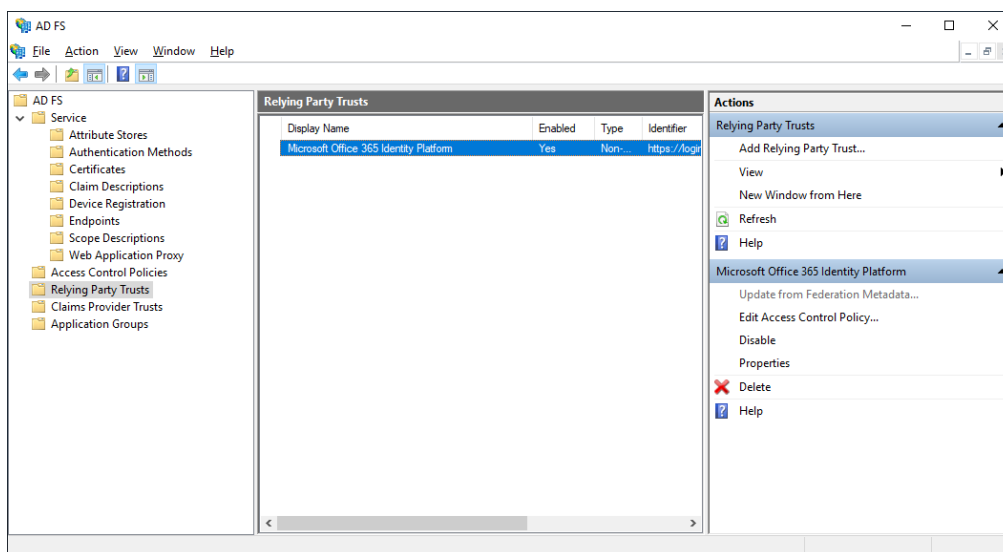 AD FS
File Action View Window Help
AD FS
Service
Attribute Stores
Authentication Methods
Certificates
Claim Descriptions
Device Registration
Endpoints
Scope Descriptions
Web Application Proxy
Access Control Policies
Relying Party Trusts
Claims Provider Trusts
Application Groups
Relying Party Trusts
Display Name Enabled Type Identifier
Microsoft Office 365 Identity Platform Yes Non-... https://login
Actions
Relying Party Trusts
Add Relying Party Trust...
View
New Window from Here
Refresh
Help
Microsoft Office 365 Identity Platform
Update from Federation Metadata...
Edit Access Control Policy...
Disable
Properties
Delete
Help